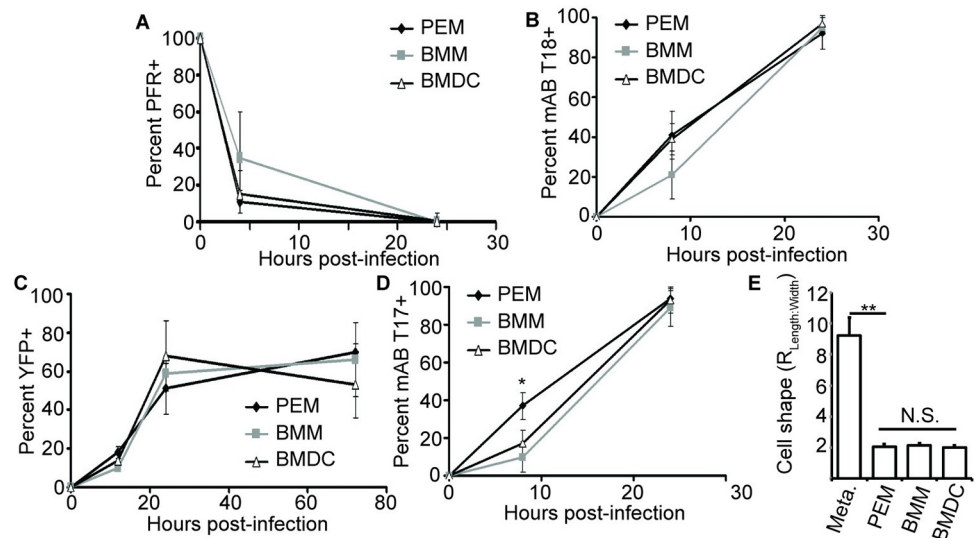 A
Percent PFR+
100
80
60
40
20
0
0
10
20
30
Hours post-infection
PEM
BMM
BMDC
B
Percent mAB T18+
100
80
60
40
20
0
0
10
20
30
Hours post-infection
PEM
BMM
BMDC
C
Percent YFP+
100
80
60
40
20
0
0
20
40
60
80
Hours post-infection
PEM
BMM
BMDC
D
Percent mAB T17+
100
80
60
40
20
0
0
10
20
30
Hours post-infection
PEM
BMM
BMDC
*
E
Cell shape (R Length:Width)
12
10
8
6
4
2
**
N.S.
Meta.
PEM
BMM
BMDC